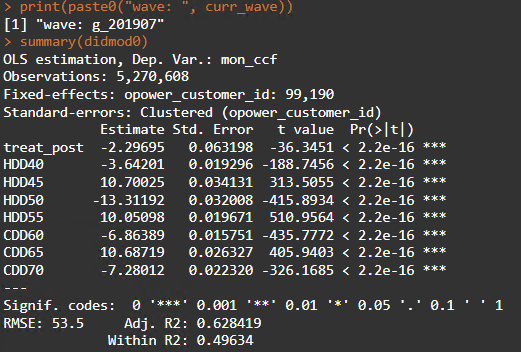 > print(paste0("wave: ", curr_wave))
[1] "wave: g_201907"
> summary(didmod0)
OLS estimation, Dep. Var.: mon_ccf
Observations: 5,270,608
Fixed-effects: opower_customer_id: 99,190
Standard-errors: Clustered (opower_customer_id)
Estimate Std. Error t value Pr(>|t|)
treat_post -2.29695 0.063198 -36.3451 < 2.2e-16 ***
HDD40 -3.64201 0.019296 -188.7456 < 2.2e-16 ***
HDD45 10.70025 0.034131 313.5055 < 2.2e-16 ***
HDD50 -13.31192 0.032008 -415.8934 < 2.2e-16 ***
HDD55 10.05098 0.019671 510.9564 < 2.2e-16 ***
CDD60 -6.86389 0.015751 -435.7772 < 2.2e-16 ***
CDD65 10.68719 0.026327 405.9403 < 2.2e-16 ***
CDD70 -7.28012 0.022320 -326.1685 < 2.2e-16 ***
---
Signif. codes: 0 '***' 0.001 '**' 0.01 '*' 0.05 '.' 0.1 ' ' 1
RMSE: 53.5 Adj. R2: 0.628419
Within R2: 0.49634